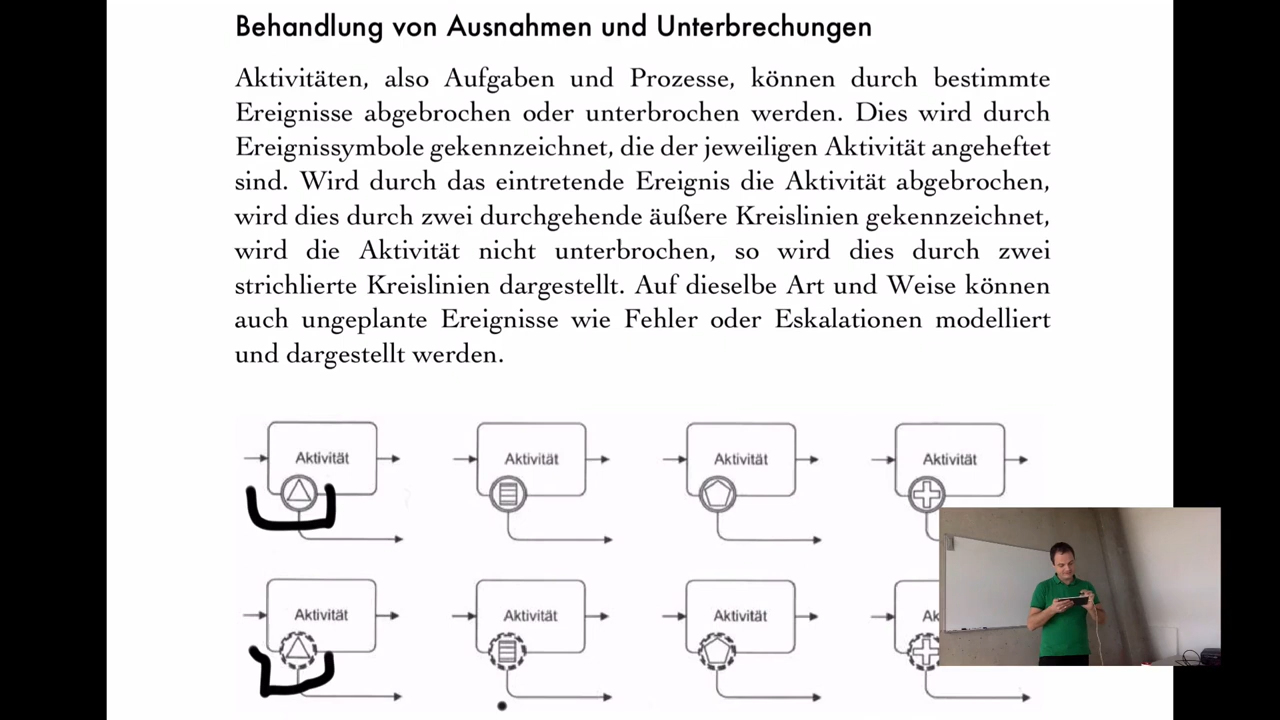 Behandlung von Ausnahmen und Unterbrechungen
Aktivitäten, also Aufgaben und Prozesse, können durch bestimmte
Ereignisse abgebrochen oder unterbrochen werden. Dies wird durch
Ereignissymbole gekennzeichnet, die der jeweiligen Aktivität angeheftet
sind. Wird durch das eintretende Ereignis die Aktivität abgebrochen,
wird dies durch zwei durchgehende äußere Kreislinien gekennzeichnet,
wird die Aktivität nicht unterbrochen, so wird dies durch zwei
strichlierte Kreislinien dargestellt. Auf dieselbe Art und Weise können
auch ungeplante Ereignisse wie Fehler oder Eskalationen modelliert
und dargestellt werden.
Aktivität Aktivität Aktivität Aktivität
Aktivität Aktivität Aktivität Ak